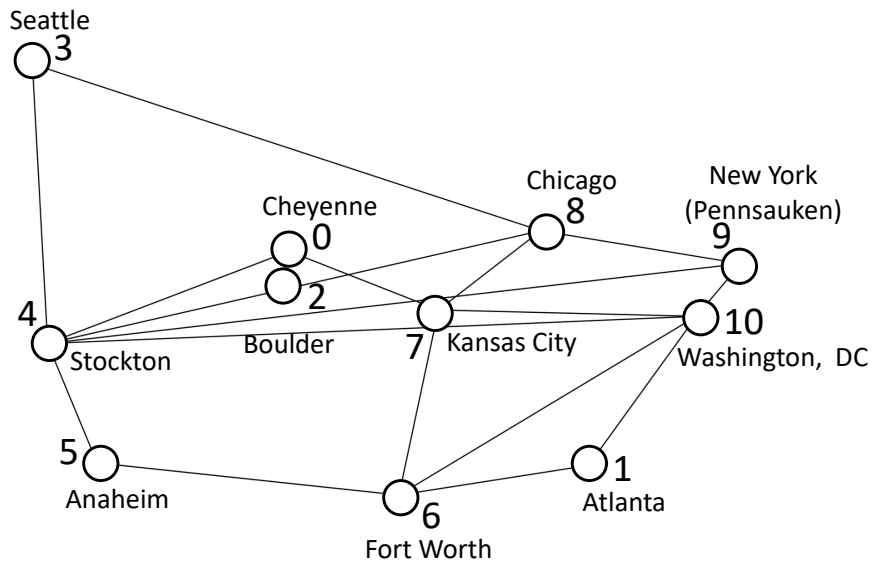 Seattle
3
Chicago
8
New York
(Pennsauken)
9
Cheyenne
0
2
4
Stockton
Boulder
7
Kansas City
10
Washington, DC
5
Anaheim
1
Atlanta
6
Fort Worth